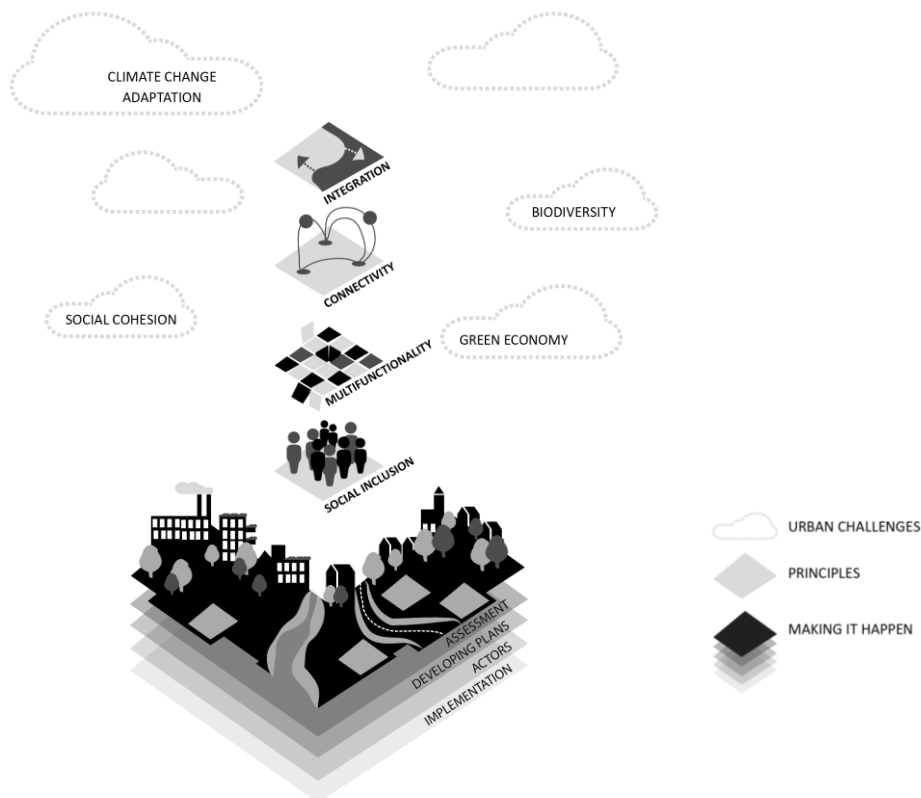 CLIMATE CHANGE
ADAPTATION
INTEGRATION
BIODIVERSITY
CONNECTIVITY
SOCIAL COHESION
GREEN ECONOMY
MULTIFUNCTIONALITY
SOCIAL INCLUSION
URBAN CHALLENGES
PRINCIPLES
MAKING IT HAPPEN
ASSESSMENT
DEVELOPING PLANS
ACTORS
IMPLEMENTATION